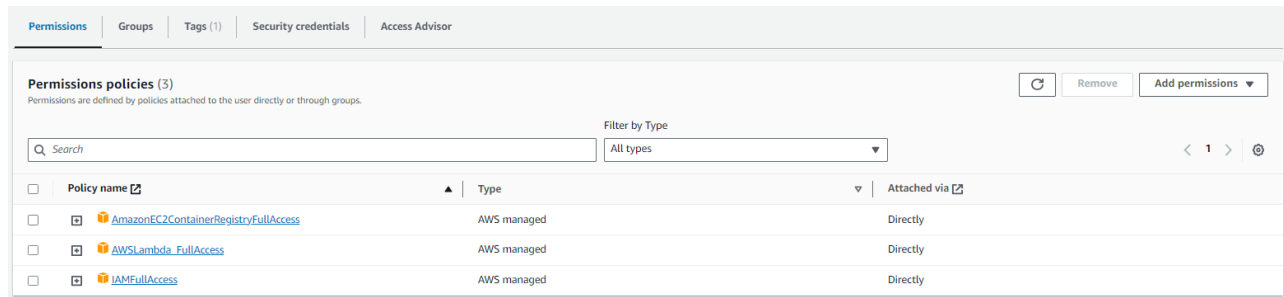 Permissions Groups Tags (1) Security credentials Access Advisor
Permissions policies (3)
Remove Add permissions
Permissions are defined by policies attached to the user directly or through groups.
Filter by Type
Search All types 1
Policy name Type Attached via
AmazonEC2ContainerRegistryFullAccess AWS managed Directly
AWSLambda_FullAccess AWS managed Directly
IAMFullAccess AWS managed Directly